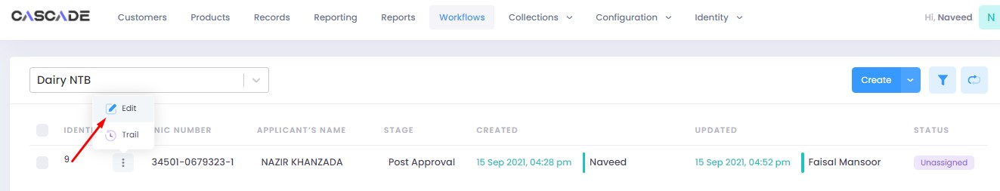 CASCADE Customers Products Records Reporting Reports Workflows Collections Configuration Identity Hi, Naveed N
Dairy NTB Create
Edit
Trail
IDENTI NIC NUMBER APPLICANT'S NAME STAGE CREATED UPDATED STATUS
9 34501-0679323-1 NAZIR KHANZADA Post Approval 15 Sep 2021, 04:28 pm Naveed 15 Sep 2021, 04:52 pm Faisal Mansoor Unassigned